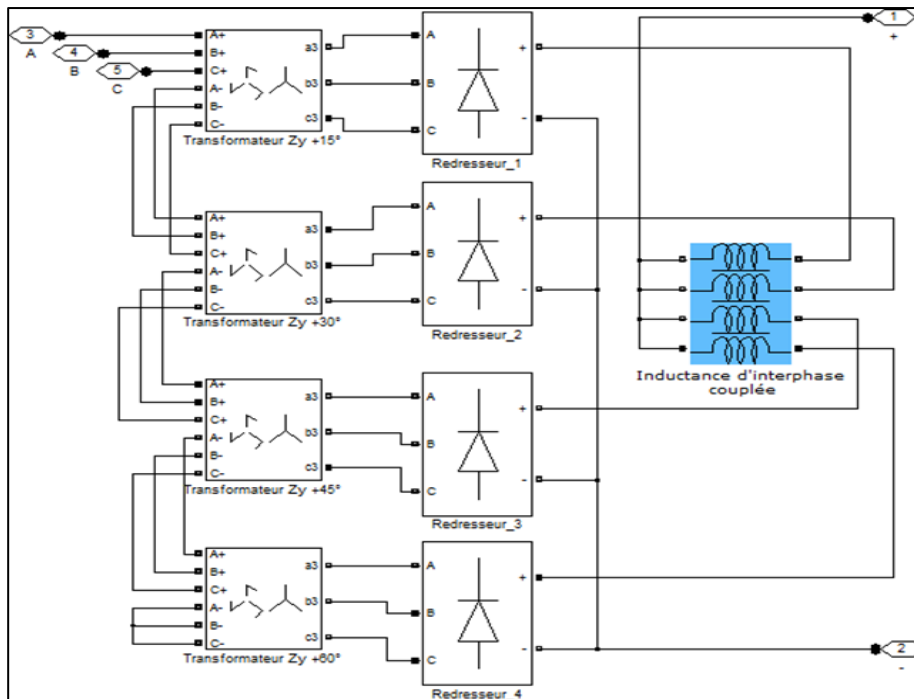 3
A
4
B
5
C
A+
B+
C+
A-
B-
C-
a3
b3
c3
Transformateur Zy +15°
A
B
C
+
-
Redresseur_1
1
+
A+
B+
C+
A-
B-
C-
a3
b3
c3
Transformateur Zy +30°
A
B
C
+
-
Redresseur_2
Inductance d'interphase
couplée
A+
B+
C+
A-
B-
C-
a3
b3
c3
Transformateur Zy +45°
A
B
C
+
-
Redresseur_3
A+
B+
C+
A-
B-
C-
a3
b3
c3
Transformateur Zy +60°
A
B
C
+
-
Redresseur_4
2
-